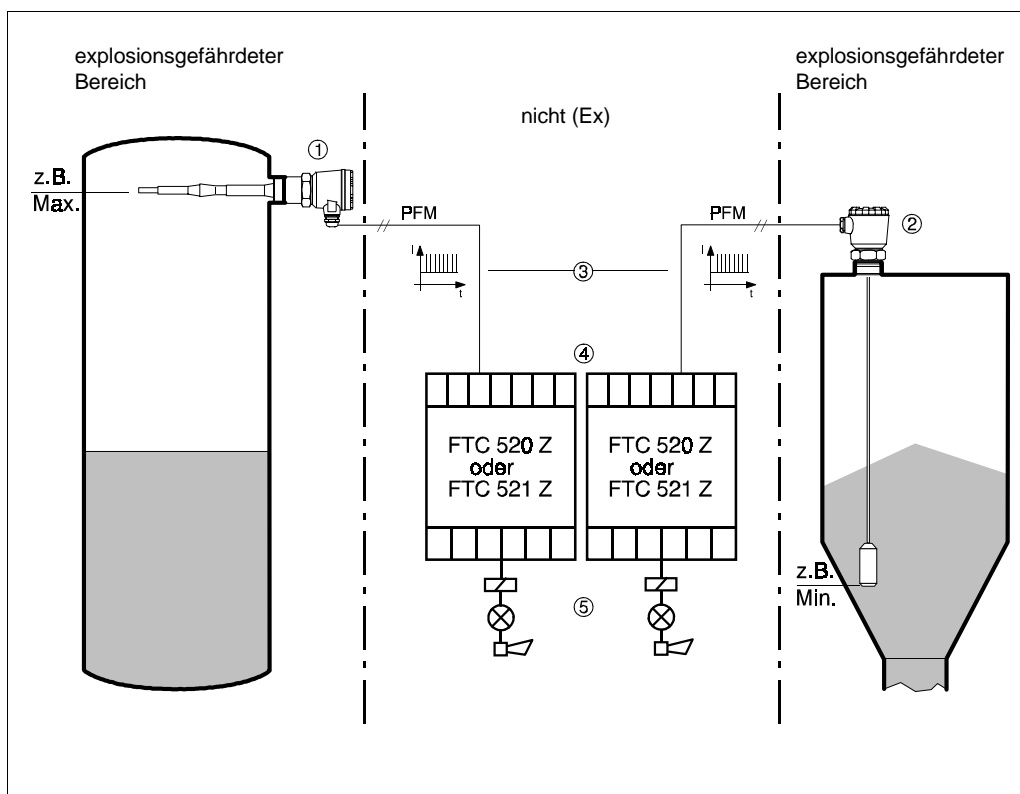 explosionsgefährdeter
Bereich
nicht (Ex)
explosionsgefährdeter
Bereich
①
z.B.
Max.
PFM
I
t
③
PFM
I
t
②
④
FTC 520 Z
oder
FTC 521 Z
FTC 520 Z
oder
FTC 521 Z
⑤
z.B.
Min.